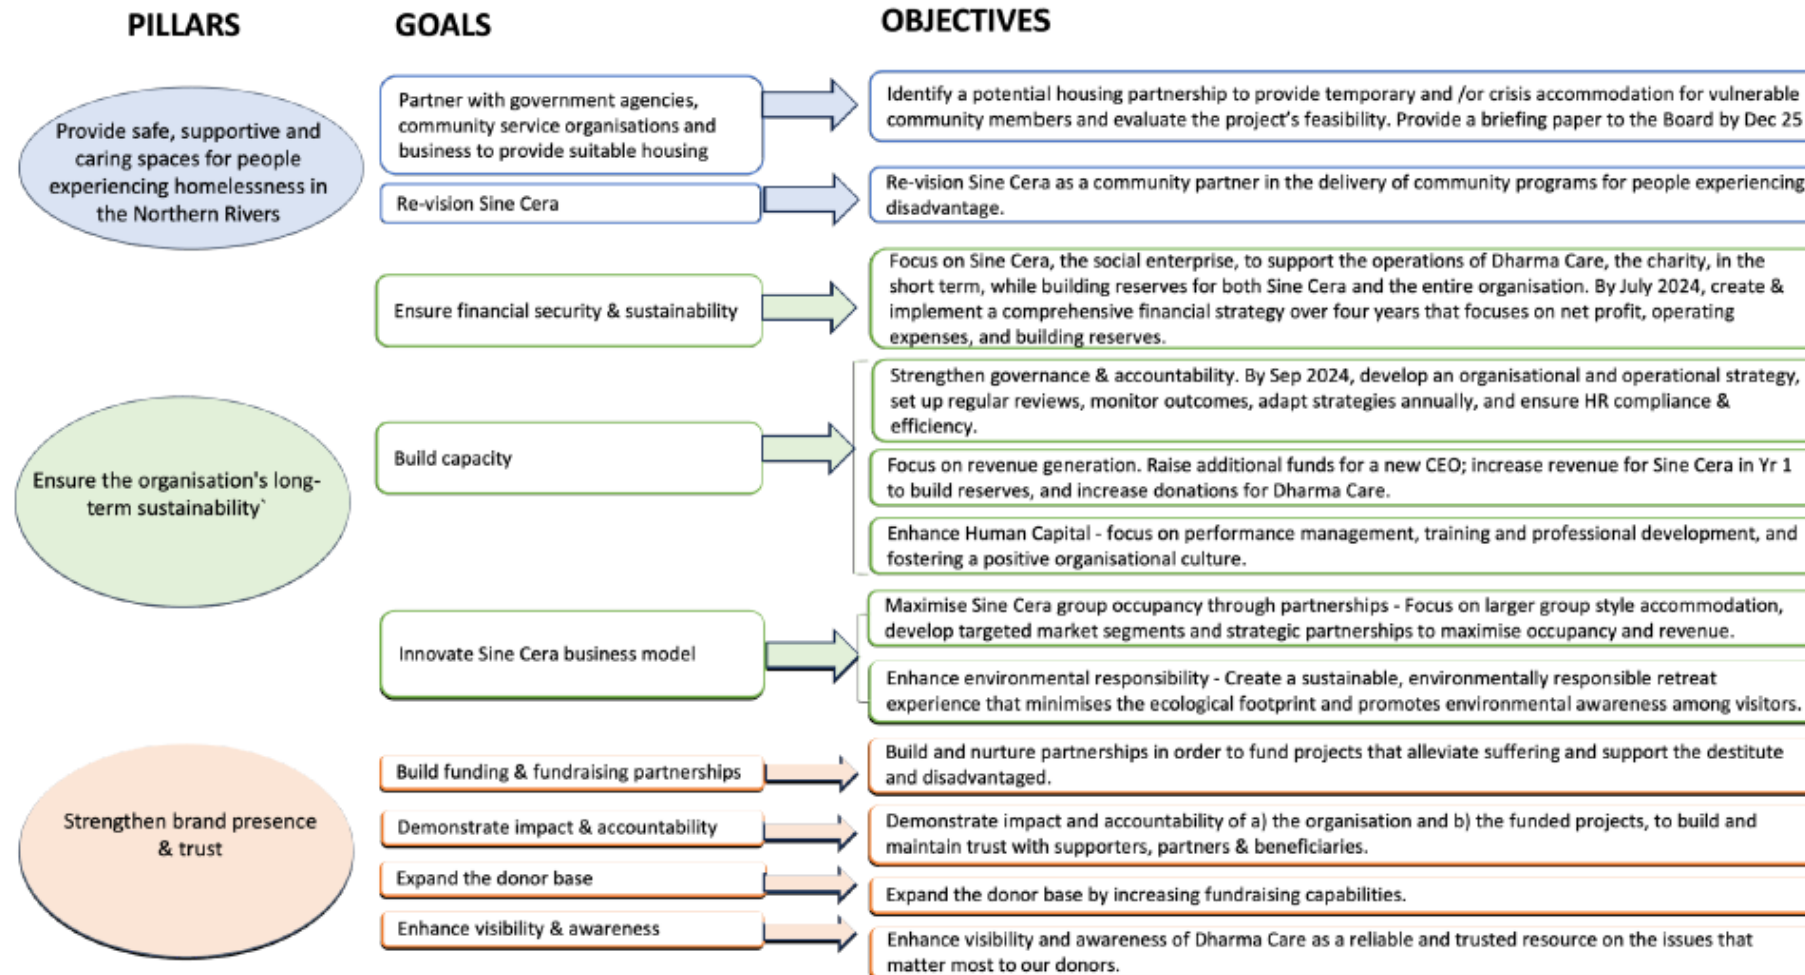 PILLARS
GOALS
OBJECTIVES
Provide safe, supportive and
caring spaces for people
experiencing homelessness in
the Northern Rivers
Partner with government agencies,
community service organisations and
business to provide suitable housing
Identify a potential housing partnership to provide temporary and /or crisis accommodation for vulnerable
community members and evaluate the project's feasibility. Provide a briefing paper to the Board by Dec 25
Re-vision Sine Cera
Re-vision Sine Cera as a community partner in the delivery of community programs for people experiencing
disadvantage.
Ensure the organisation's long-
term sustainability`
Ensure financial security & sustainability
Focus on Sine Cera, the social enterprise, to support the operations of Dharma Care, the charity, in the
short term, while building reserves for both Sine Cera and the entire organisation. By July 2024, create &
implement a comprehensive financial strategy over four years that focuses on net profit, operating
expenses, and building reserves.
Build capacity
Strengthen governance & accountability. By Sep 2024, develop an organisational and operational strategy,
set up regular reviews, monitor outcomes, adapt strategies annually, and ensure HR compliance &
efficiency.
Focus on revenue generation. Raise additional funds for a new CEO; increase revenue for Sine Cera in Yr 1
to build reserves, and increase donations for Dharma Care.
Enhance Human Capital - focus on performance management, training and professional development, and
fostering a positive organisational culture.
Innovate Sine Cera business model
Maximise Sine Cera group occupancy through partnerships - Focus on larger group style accommodation,
develop targeted market segments and strategic partnerships to maximise occupancy and revenue.
Enhance environmental responsibility - Create a sustainable, environmentally responsible retreat
experience that minimises the ecological footprint and promotes environmental awareness among visitors.
Strengthen brand presence
& trust
Build funding & fundraising partnerships
Build and nurture partnerships in order to fund projects that alleviate suffering and support the destitute
and disadvantaged.
Demonstrate impact & accountability
Demonstrate impact and accountability of a) the organisation and b) the funded projects, to build and
maintain trust with supporters, partners & beneficiaries.
Expand the donor base
Expand the donor base by increasing fundraising capabilities.
Enhance visibility & awareness
Enhance visibility and awareness of Dharma Care as a reliable and trusted resource on the issues that
matter most to our donors.